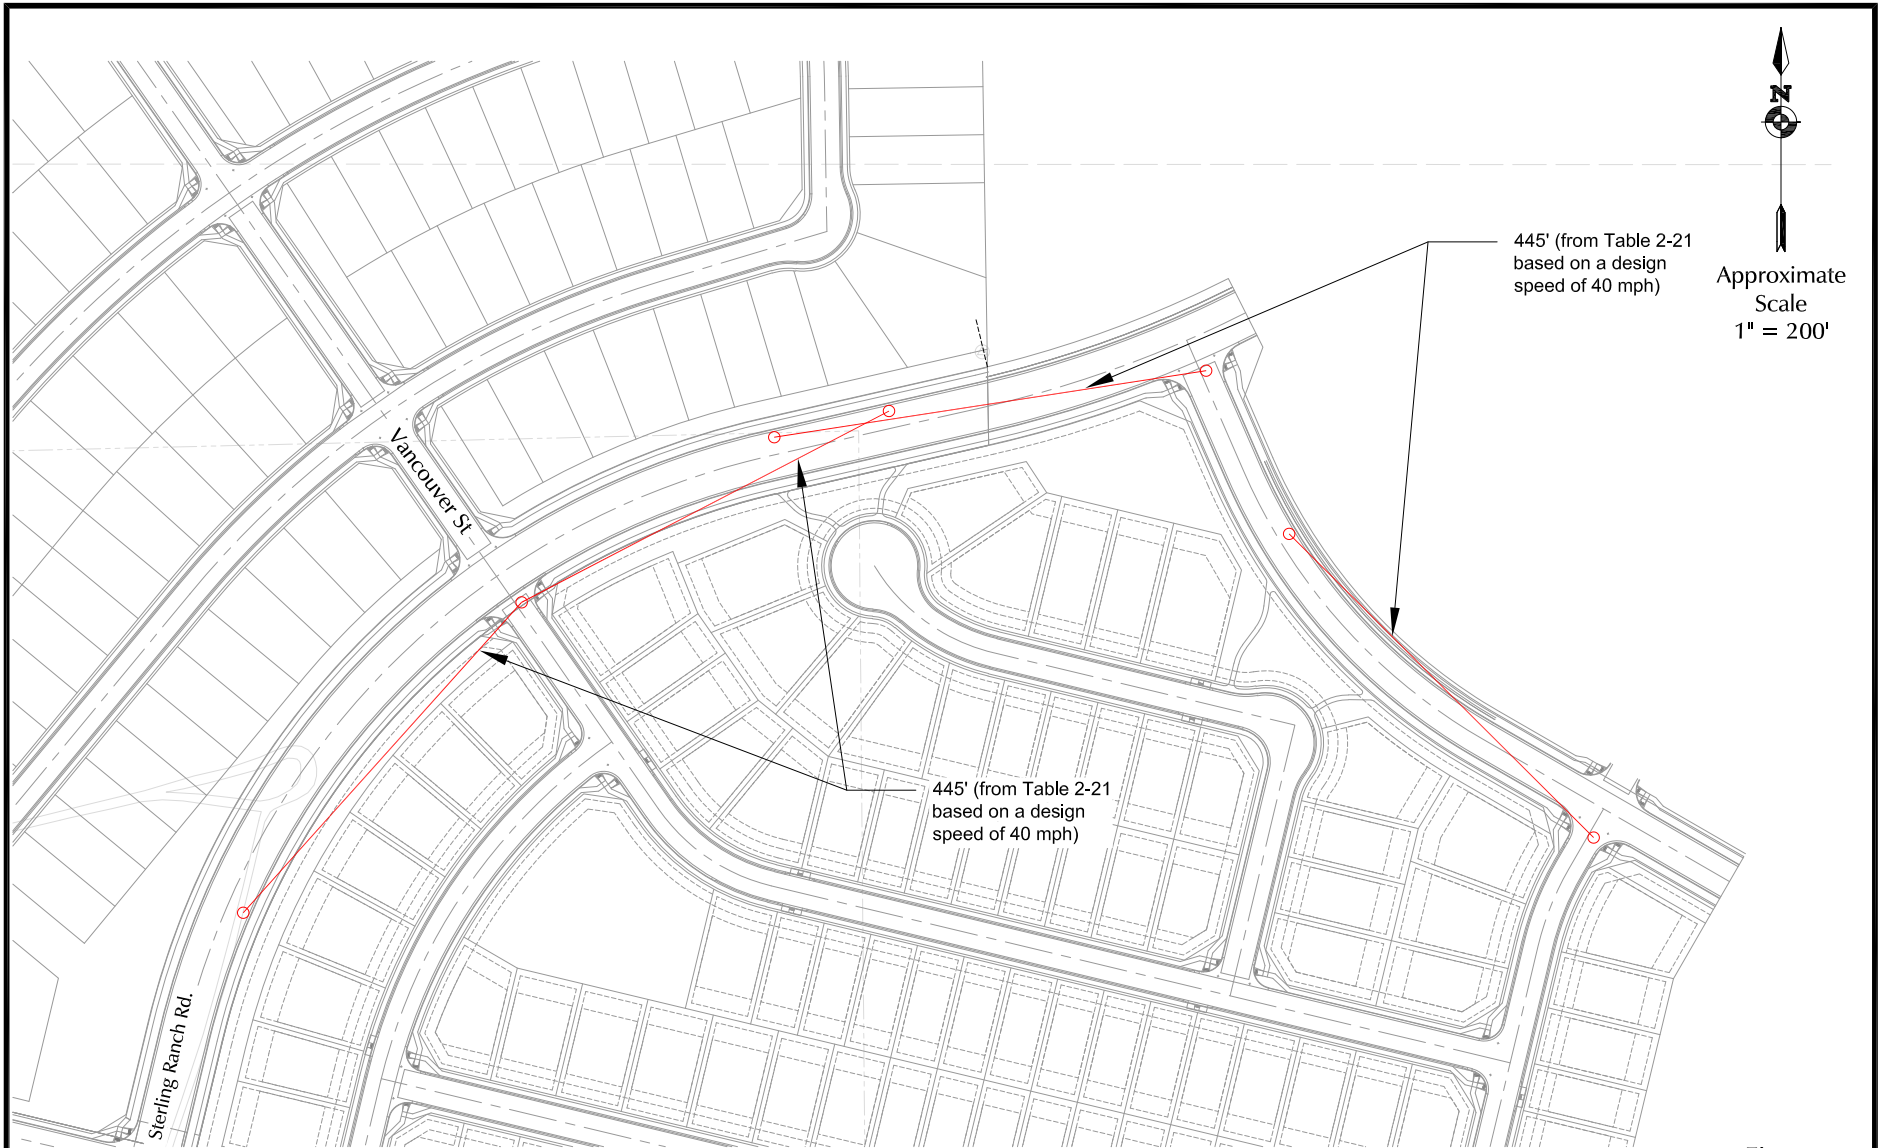 N
445' (from Table 2-21
based on a design
speed of 40 mph)
Approximate
Scale
1" = 200'
Vancouver St
445' (from Table 2-21
based on a design
speed of 40 mph)
Sterling Ranch Rd.